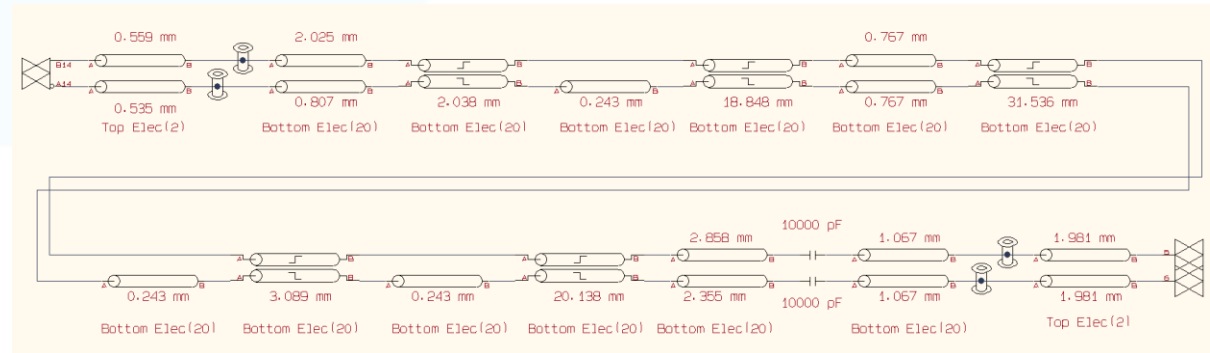 0.559 mm 2.025 mm 0.767 mm
B14 B A B A B A B A B A B A B
A14 B A B A B A B A B A B A B
0.535 mm 0.807 mm 2.038 mm 0.243 mm 18.848 mm 0.767 mm 31.536 mm
Top Elec(2) Bottom Elec(20) Bottom Elec(20) Bottom Elec(20) Bottom Elec(20) Bottom Elec(20) Bottom Elec(20)
10000 pF
2.858 mm 1.067 mm 1.981 mm
A B A B A B A B A B
A B A B A B A B A B A B A B
0.243 mm 3.089 mm 0.243 mm 20.138 mm 2.355 mm 10000 pF 1.067 mm 1.981 mm
Bottom Elec(20) Bottom Elec(20) Bottom Elec(20) Bottom Elec(20) Bottom Elec(20) Bottom Elec(20) Top Elec(2)